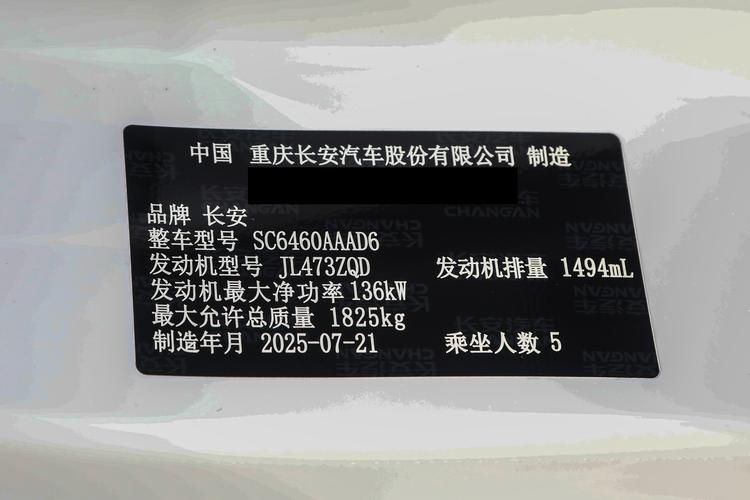 中国 重庆长安汽车股份有限公司 制造
品牌 长安
整车型号 SC6460AAAD6
发动机型号 JL473ZQD 发动机排量 1494mL
发动机最大净功率 136kW
最大允许总质量 1825kg
制造年月 2025-07-21 乘坐人数 5